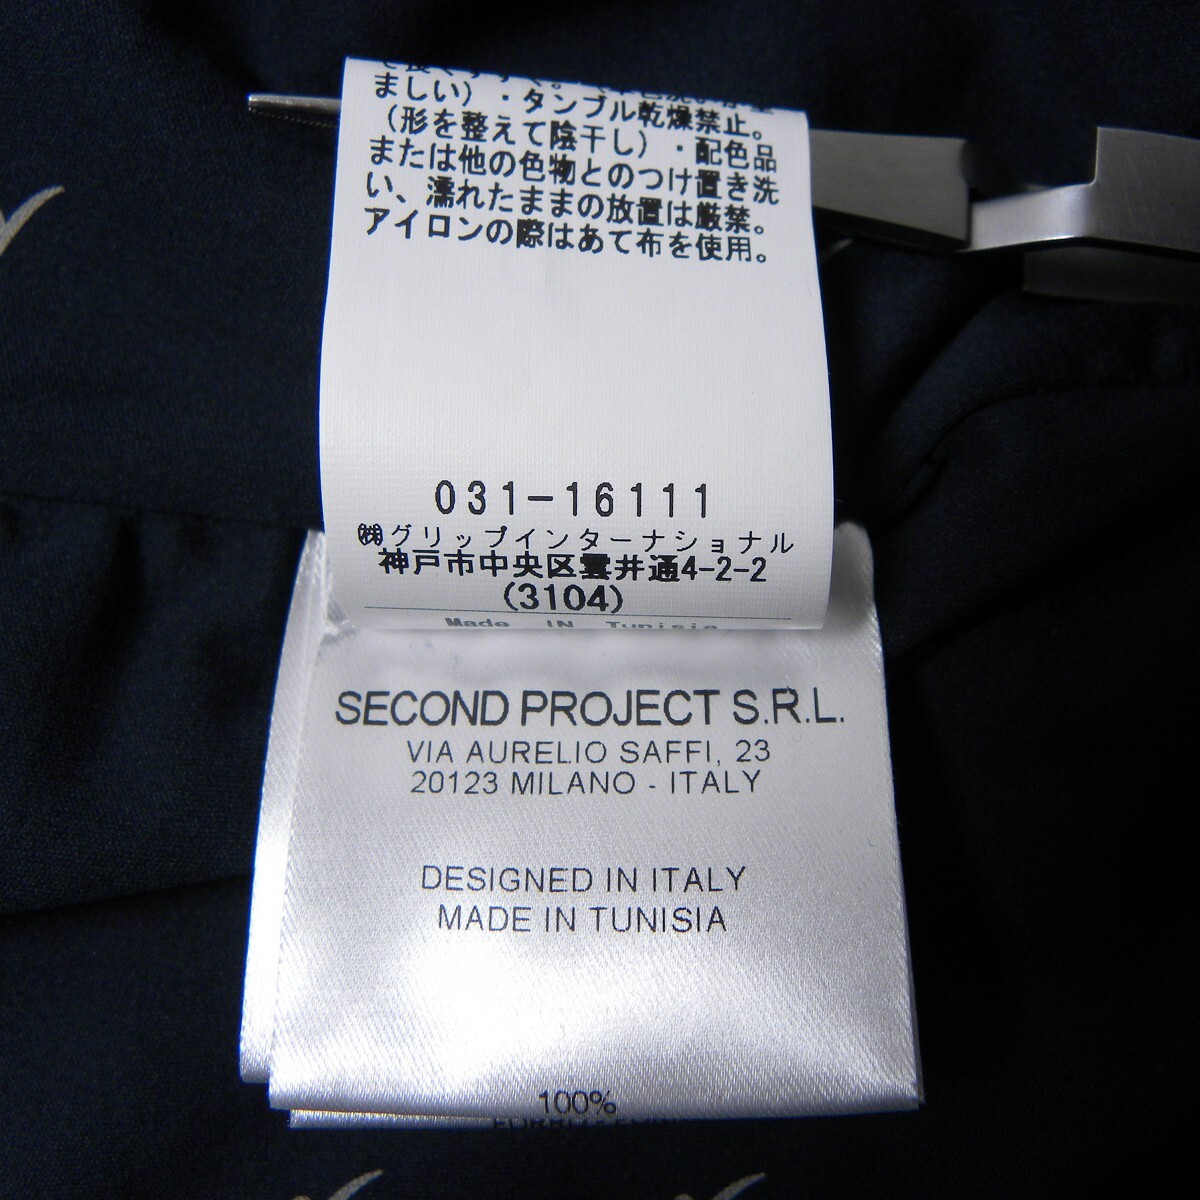 ましい）・タンブル乾燥禁止。
（形を整えて陰干し）・配色品
または他の色物とのつけ置き洗
い、濡れたままの放置は厳禁。
アイロンの際はあて布を使用。
031-16111
㈱グリップインターナショナル
神戸市中央区雲井通4-2-2
(3104)
Made IN Tunisia
SECOND PROJECT S.R.L.
VIA AURELIO SAFFI, 23
20123 MILANO - ITALY
DESIGNED IN ITALY
MADE IN TUNISIA
100%